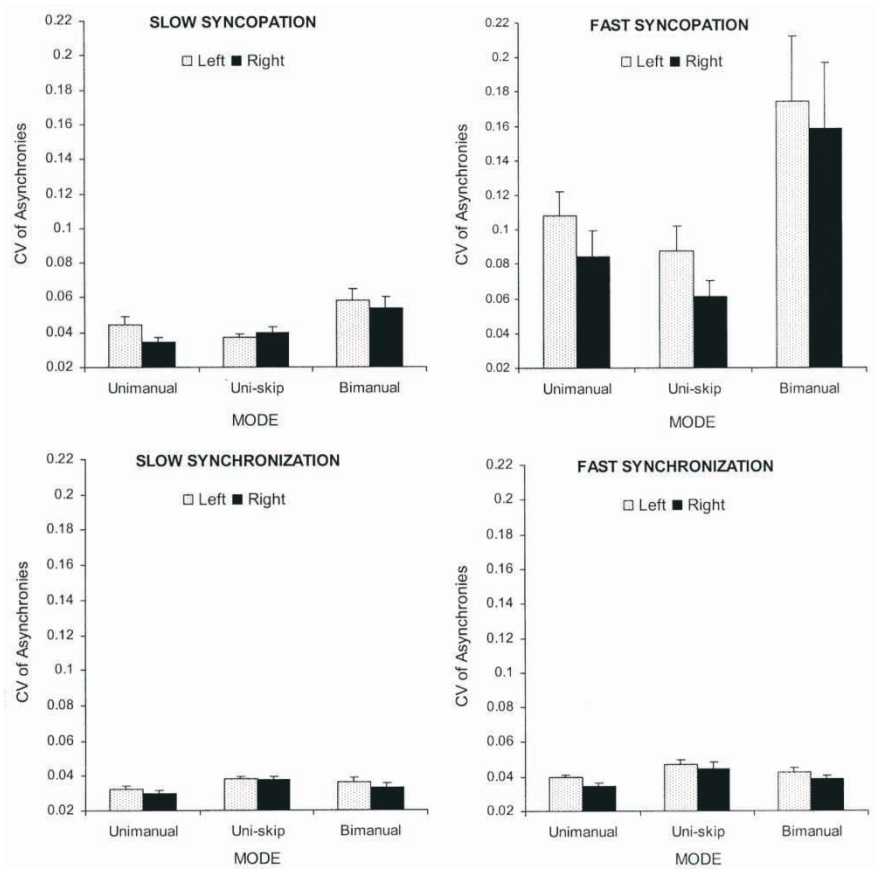 SLOW SYNCOPATION
Left Right
0.22
0.2
0.18
0.16
0.14
0.12
0.1
0.08
0.06
0.04
0.02
CV of Asynchronies
Unimanual Uni-skip Bimanual
MODE
FAST SYNCOPATION
Left Right
0.22
0.2
0.18
0.16
0.14
0.12
0.1
0.08
0.06
0.04
0.02
CV of Asynchronies
Unimanual Uni-skip Bimanual
MODE
SLOW SYNCHRONIZATION
Left Right
0.22
0.2
0.18
0.16
0.14
0.12
0.1
0.08
0.06
0.04
0.02
CV of Asynchronies
Unimanual Uni-skip Bimanual
MODE
FAST SYNCHRONIZATION
Left Right
0.22
0.2
0.18
0.16
0.14
0.12
0.1
0.08
0.06
0.04
0.02
CV of Asynchronies
Unimanual Uni-skip Bimanual
MODE